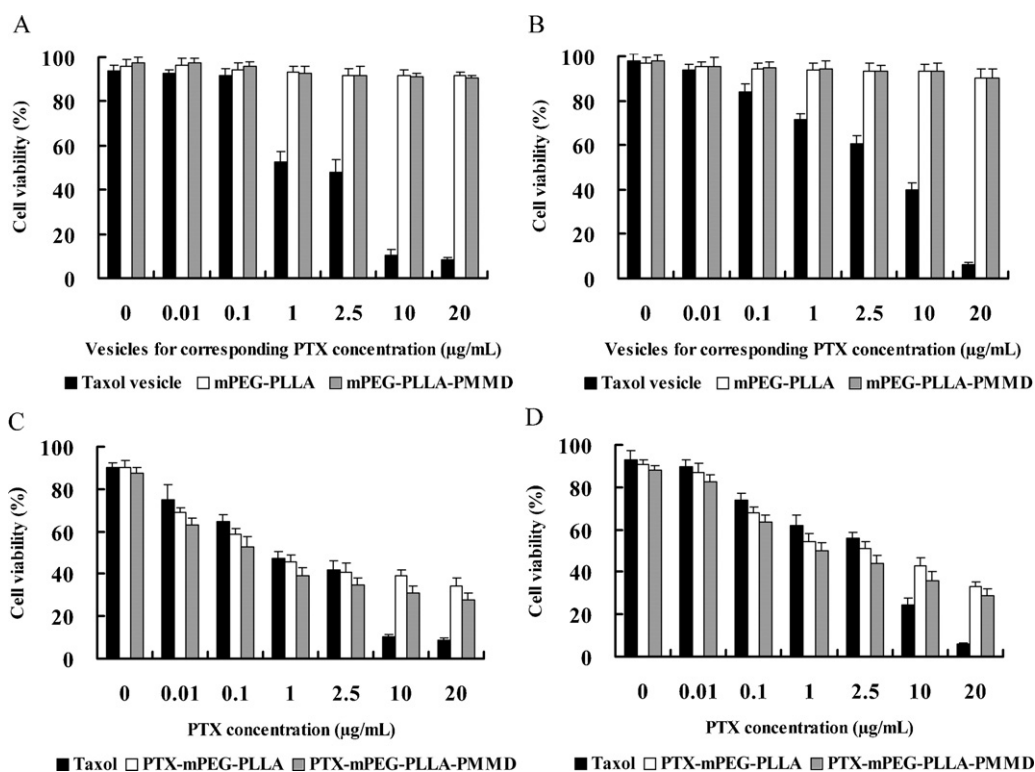 A
Cell viability (%)
100
80
60
40
20
0
0 0.01 0.1 1 2.5 10 20
Vesicles for corresponding PTX concentration (μg/mL)
Taxol vesicle mPEG-PLLA mPEG-PLLA-PMMD
B
Cell viability (%)
100
80
60
40
20
0
0 0.01 0.1 1 2.5 10 20
Vesicles for corresponding PTX concentration (μg/mL)
Taxol vesicle mPEG-PLLA mPEG-PLLA-PMMD
C
Cell viability (%)
100
80
60
40
20
0
0 0.01 0.1 1 2.5 10 20
PTX concentration (μg/mL)
Taxol PTX-mPEG-PLLA PTX-mPEG-PLLA-PMMD
D
Cell viability (%)
100
80
60
40
20
0
0 0.01 0.1 1 2.5 10 20
PTX concentration (μg/mL)
Taxol PTX-mPEG-PLLA PTX-mPEG-PLLA-PMMD